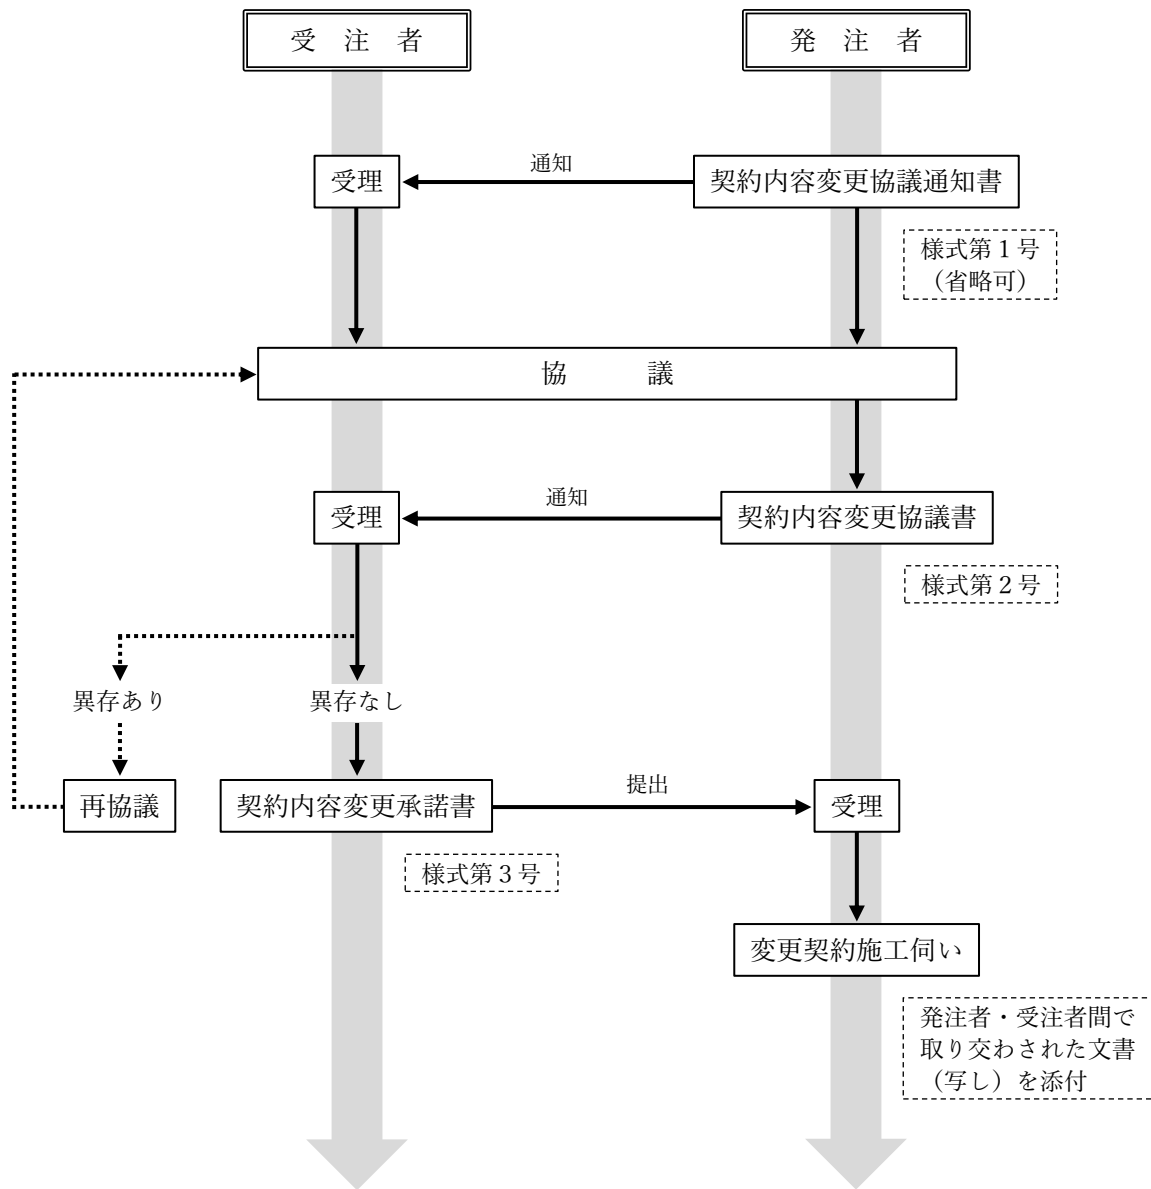 受　注　者
発　注　者
通知
受理
契約内容変更協議通知書
様式第１号
（省略可）
協　　　議
通知
受理
契約内容変更協議書
様式第２号
異存あり
異存なし
提出
再協議
契約内容変更承諾書
受理
様式第３号
変更契約施工伺い
発注者・受注者間で
取り交わされた文書
（写し）を添付